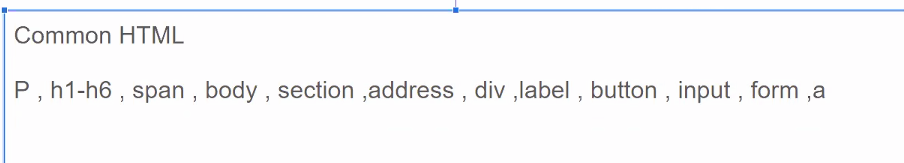 Common HTML
P , h1-h6 , span , body , section ,address , div ,label , button , input , form ,a